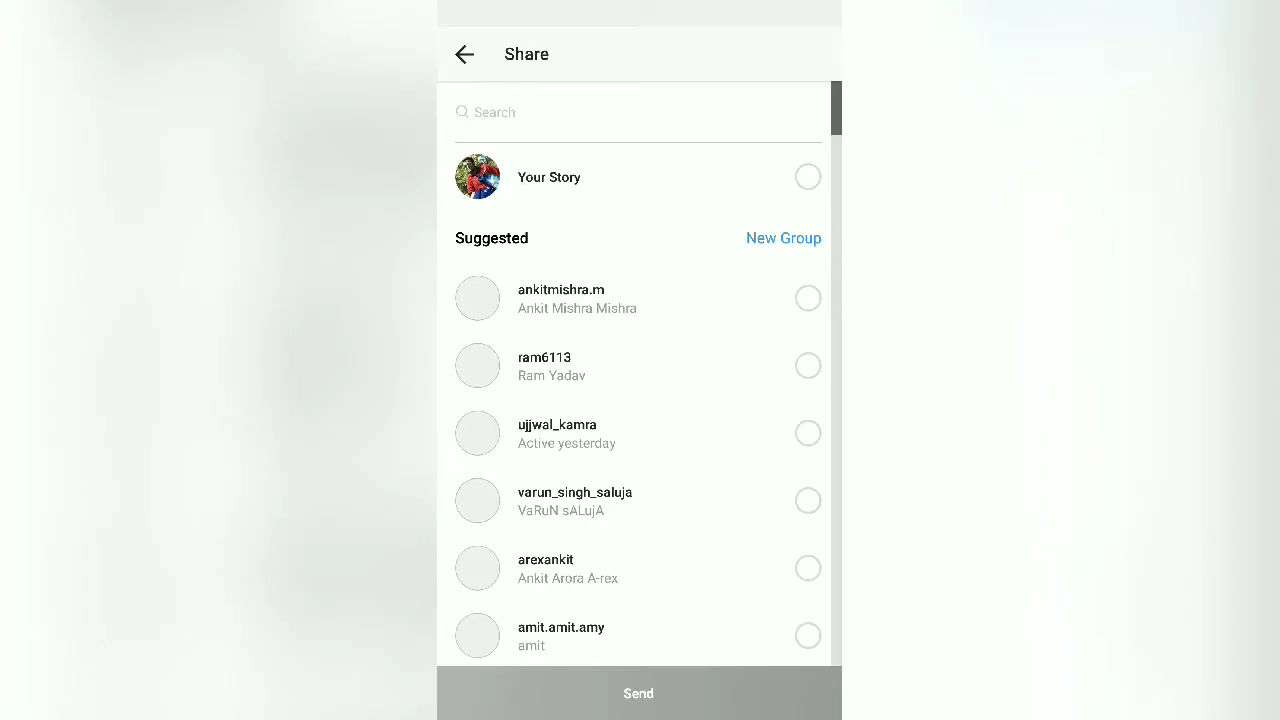 Share
Search
Your Story
Suggested
New Group
ankitmishra.m
Ankit Mishra Mishra
ram6113
Ram Yadav
ujjwal_kamra
Active yesterday
varun_singh_saluja
VaRuN sALujA
arexankit
Ankit Arora A-rex
amit.amit.amy
amit
Send